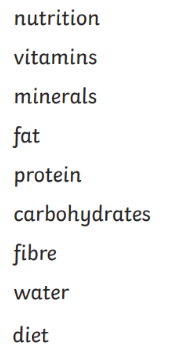 nutrition
vitamins
minerals
fat
protein
carbohydrates
fibre
water
diet